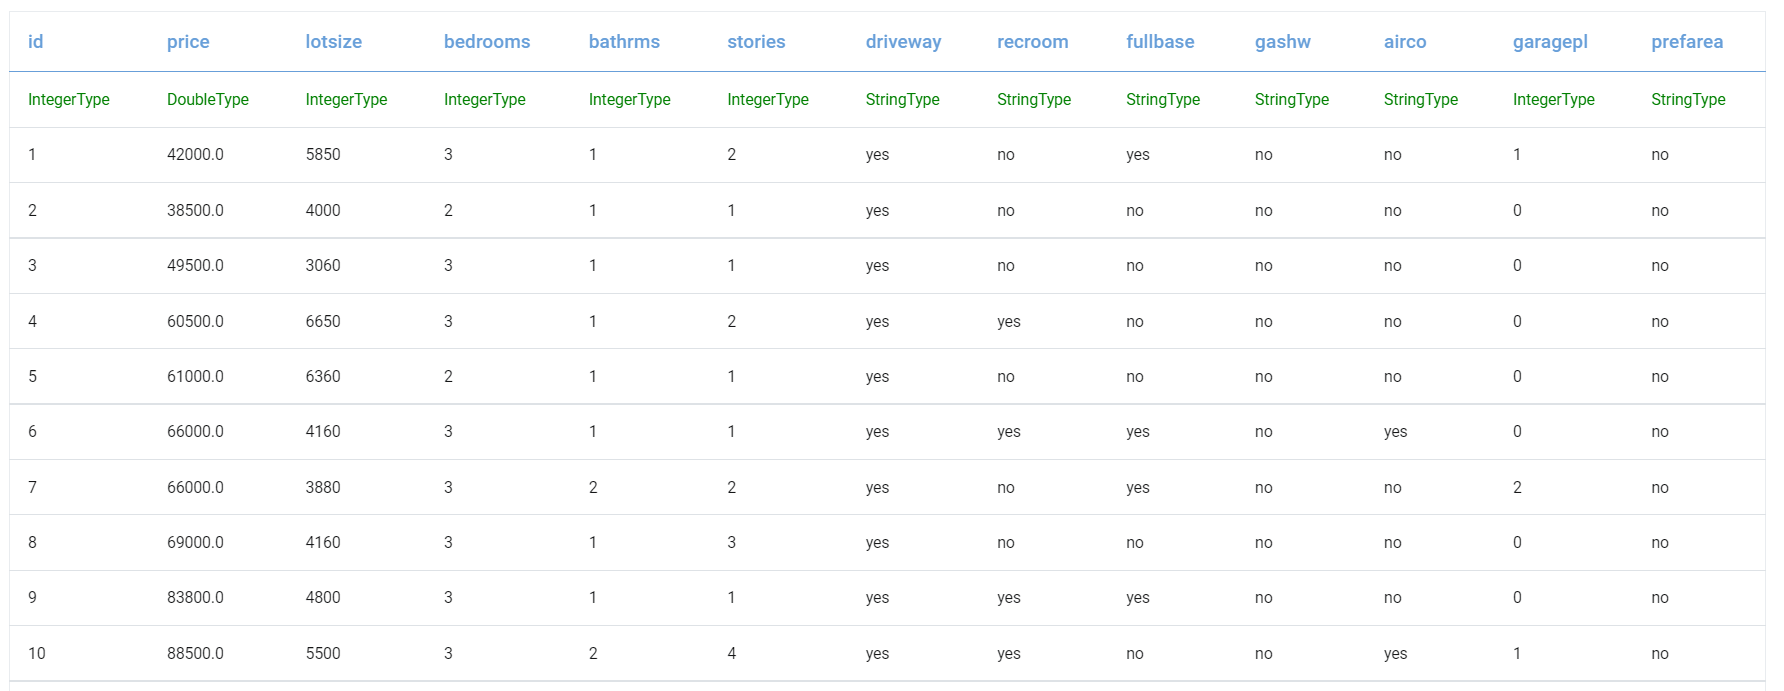 id price lotsize bedrooms bathrms stories driveway recroom fullbase gashw airco garagepl prefarea
IntegerType DoubleType IntegerType IntegerType IntegerType IntegerType StringType StringType StringType StringType StringType IntegerType StringType
1 42000.0 5850 3 1 2 yes no yes no no 1 no
2 38500.0 4000 2 1 1 yes no no no no 0 no
3 49500.0 3060 3 1 1 yes no no no no 0 no
4 60500.0 6650 3 1 2 yes yes no no no 0 no
5 61000.0 6360 2 1 1 yes no no no no 0 no
6 66000.0 4160 3 1 1 yes yes yes no yes 0 no
7 66000.0 3880 3 2 2 yes no yes no no 2 no
8 69000.0 4160 3 1 3 yes no no no no 0 no
9 83800.0 4800 3 1 1 yes yes yes no no 0 no
10 88500.0 5500 3 2 4 yes yes no no yes 1 no